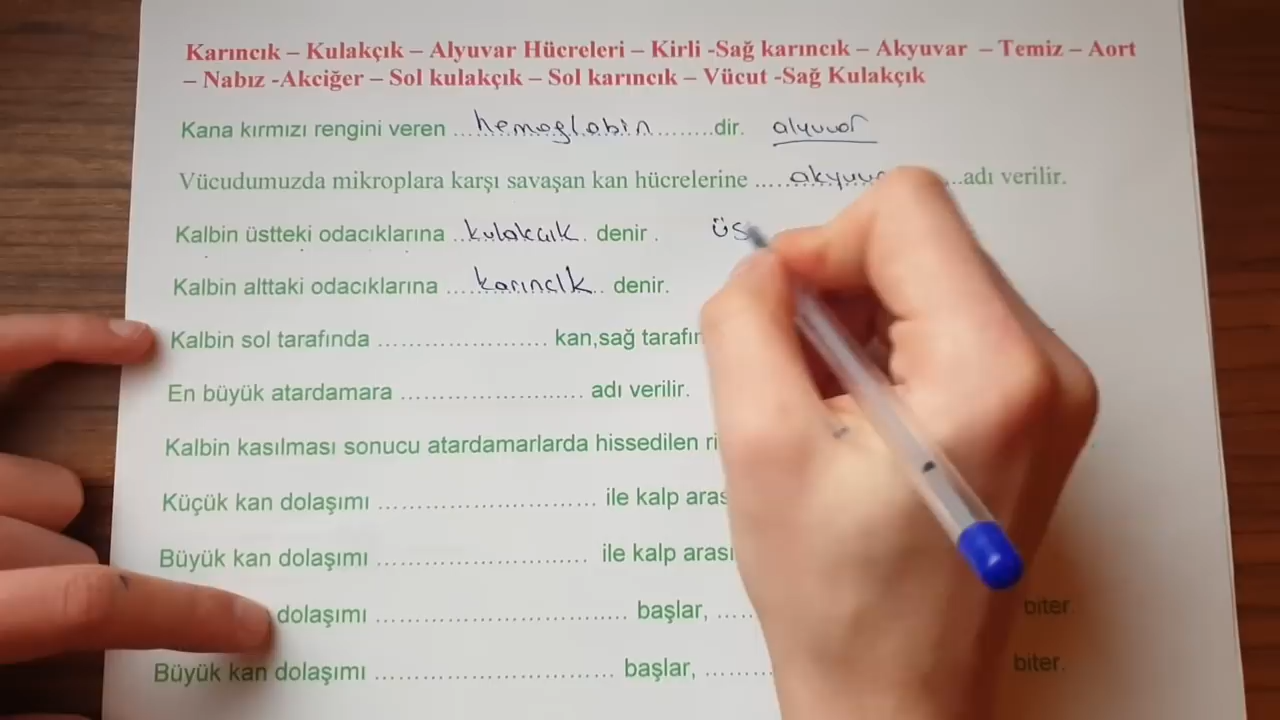 Karıncık – Kulakçık – Alyuvar Hücreleri – Kirli -Sağ karıncık – Akyuvar – Temiz – Aort
– Nabız -Akciğer – Sol kulakçık – Sol karıncık – Vücut -Sağ Kulakçık
Kana kırmızı rengini veren ... hemoglobin ........dir. alyuvar
Vücudumuzda mikroplara karşı savaşan kan hücrelerine ..... akyuv ...adı verilir.
Kalbin üstteki odacıklarına .. kulakcık . denir . üs
Kalbin alttaki odacıklarına .... karıncık .. denir.
Kalbin sol tarafında ...................... kan,sağ tarafın
En büyük atardamara ........................ adı verilir.
Kalbin kasılması sonucu atardamarlarda hissedilen ri
Küçük kan dolaşımı ............................ ile kalp aras
Büyük kan dolaşımı ........................... ile kalp arası
dolaşımı ................................. başlar, ..... biter.
Büyük kan dolaşımı ............................... başlar, ......... biter.